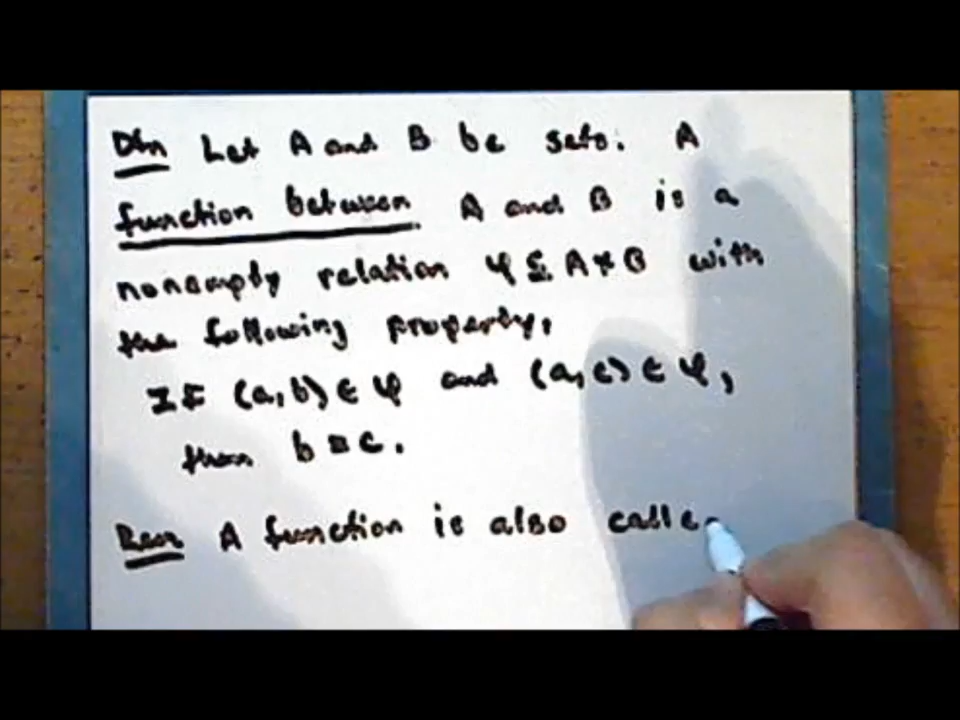 Dfn Let A and B be sets. A
function between A and B is a
nonempty relation φ ⊆ A × B with
the following property,
If (a,b) ∈ φ and (a,c) ∈ φ,
then b = c.
Rem A function is also calle